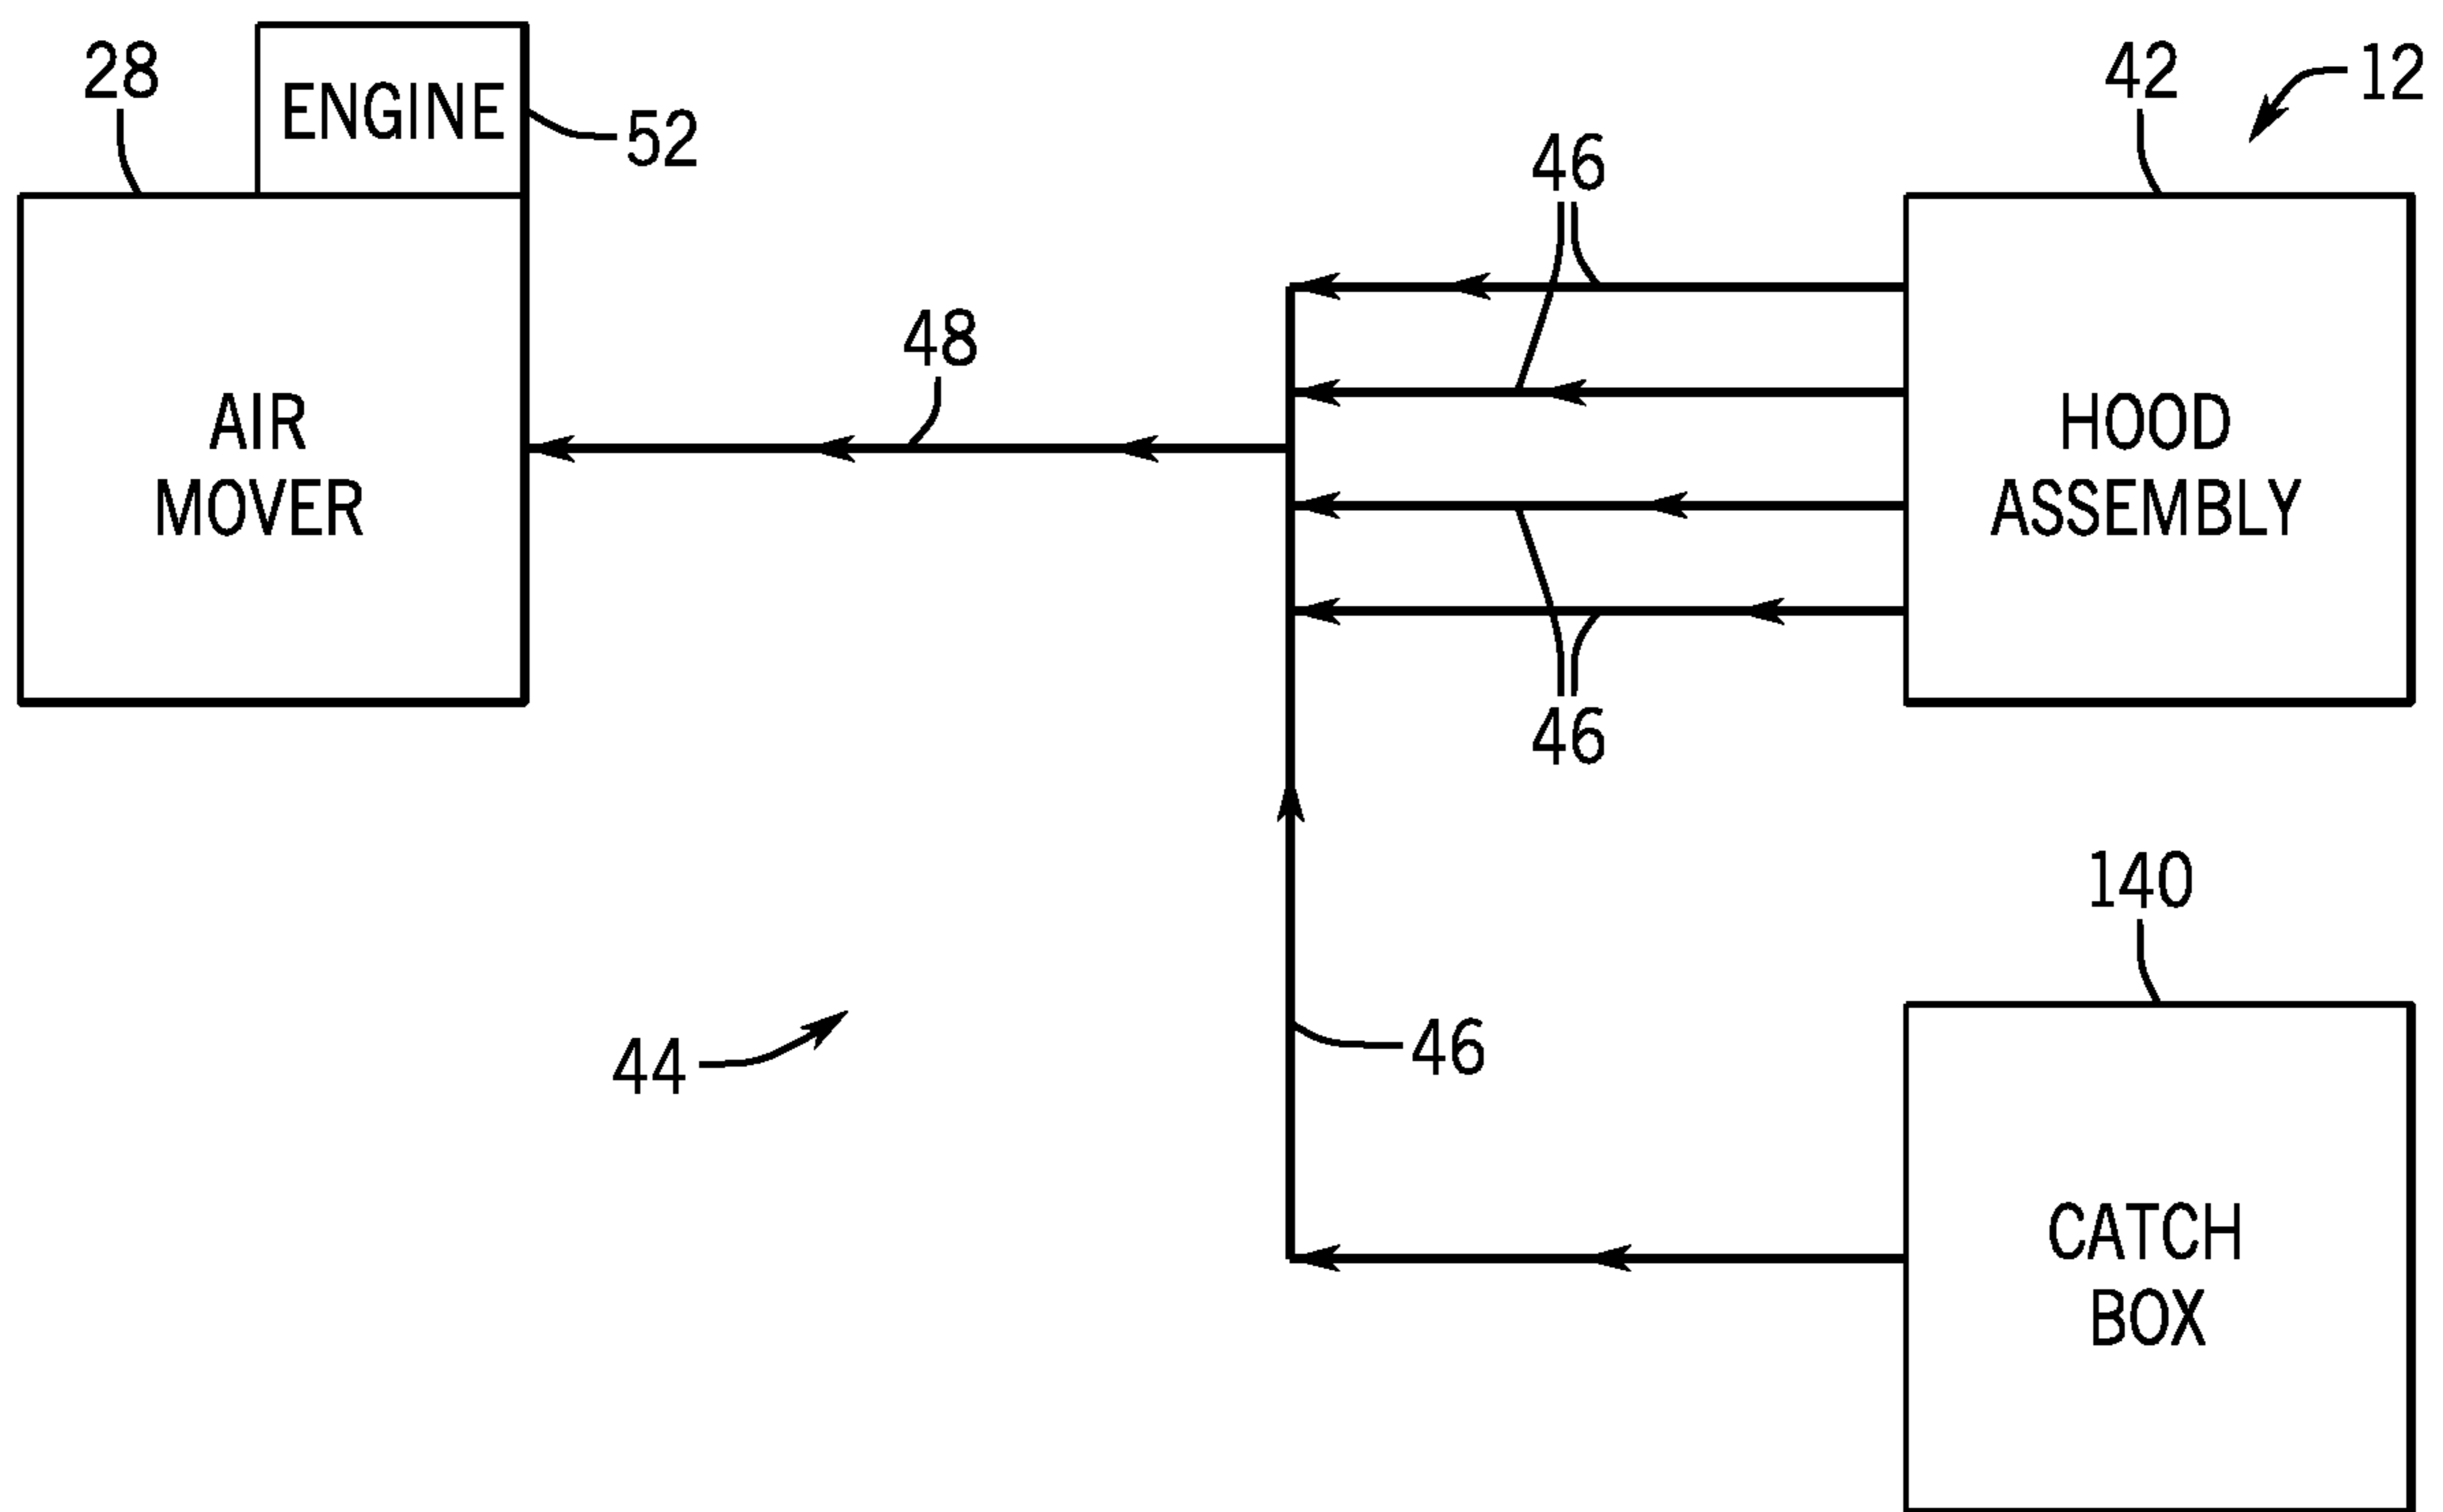 28
ENGINE
52
42
12
46
48
AIR
MOVER
HOOD
ASSEMBLY
46
140
44
46
CATCH
BOX